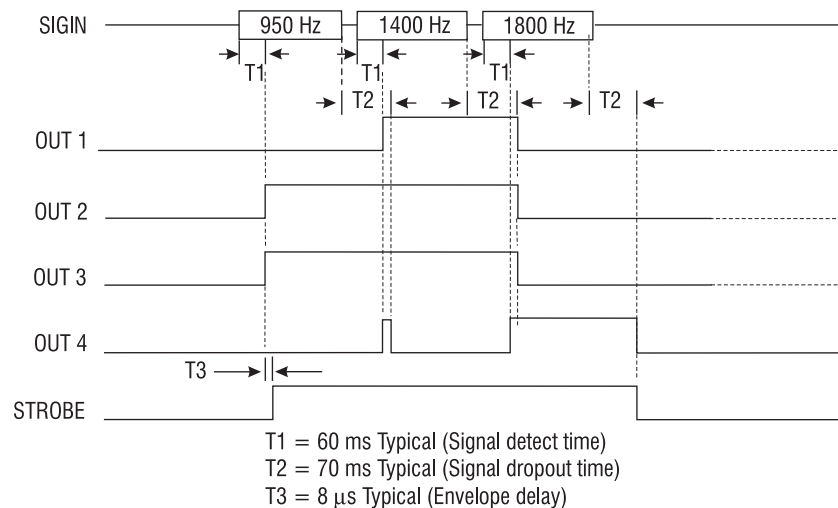 SIGIN 950 Hz 1400 Hz 1800 Hz
T1 T1 T1
T2 T2 T2
OUT 1
OUT 2
OUT 3
OUT 4
T3
STROBE
T1 = 60 ms Typical (Signal detect time)
T2 = 70 ms Typical (Signal dropout time)
T3 = 8 μs Typical (Envelope delay)